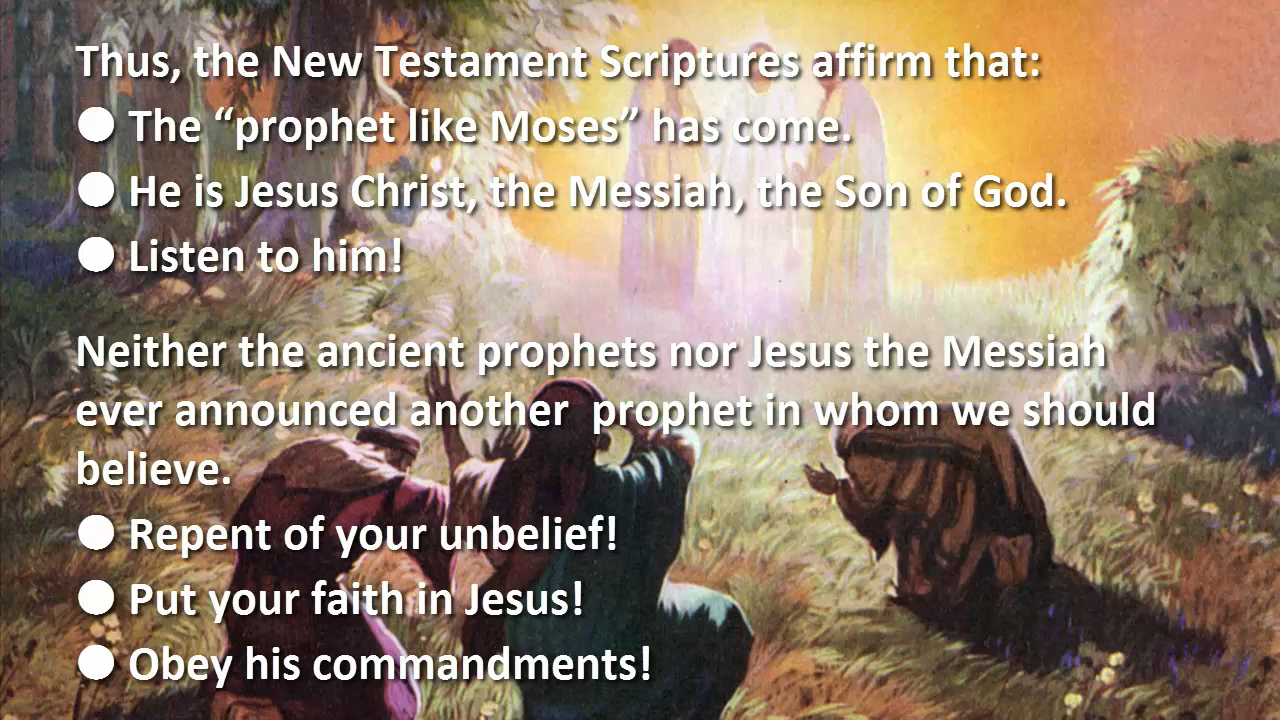 Thus, the New Testament Scriptures affirm that:
● The “prophet like Moses” has come.
● He is Jesus Christ, the Messiah, the Son of God.
● Listen to him!
Neither the ancient prophets nor Jesus the Messiah
ever announced another  prophet in whom we should
believe.
● Repent of your unbelief!
● Put your faith in Jesus!
● Obey his commandments!